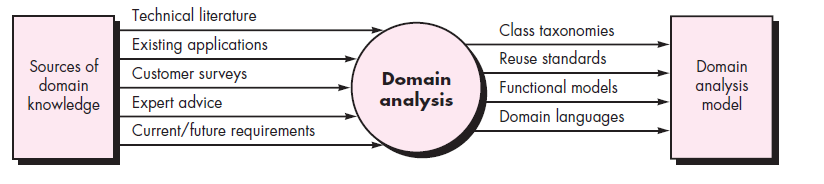 Sources of
domain
knowledge
Technical literature
Existing applications
Customer surveys
Expert advice
Current/future requirements
Domain
analysis
Class taxonomies
Reuse standards
Functional models
Domain languages
Domain
analysis
model